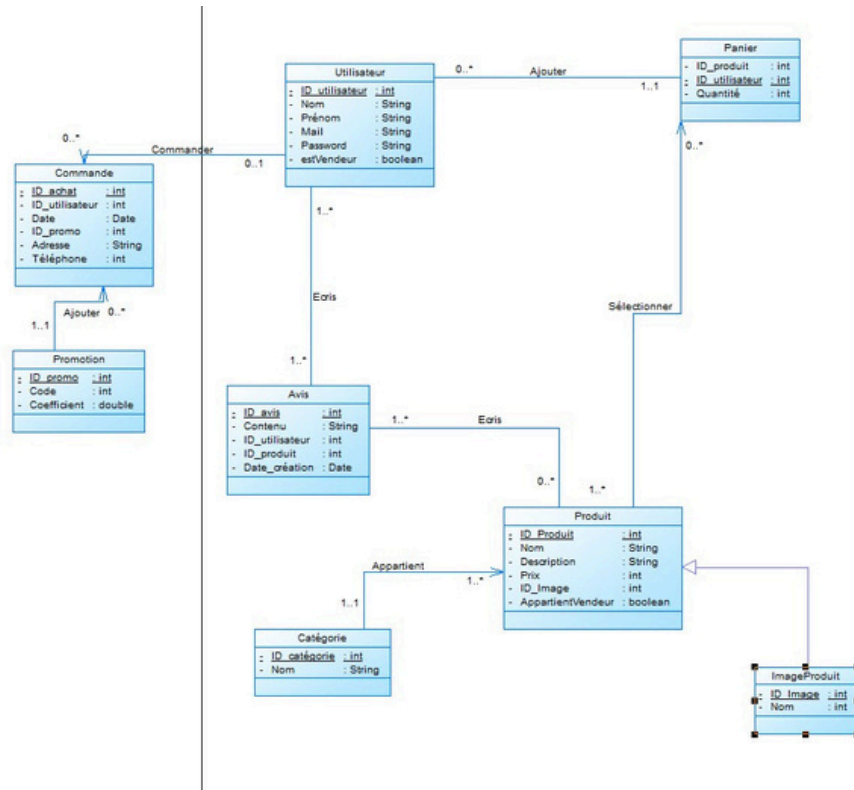 Panier
- ID_produit : int
- ID_utilisateur : int
- Quantité : int
0..*
Ajouter
1..1
Utilisateur
- ID_utilisateur : int
- Nom : String
- Prénom : String
- Mail : String
- Password : String
- estVendeur : boolean
0..*
Commander
0..1
0..*
Commande
- ID_achat : int
- ID_utilisateur : int
- Date : Date
- ID_promo : int
- Adresse : String
- Téléphone : int
1..*
Ecris
1..*
Sélectionner
Ajouter
0..*
1..1
Promotion
- ID_promo : int
- Code : int
- Coefficient : double
Avis
- ID_avis : int
- Contenu : String
- ID_utilisateur : int
- ID_produit : int
- Date_création : Date
1..*
Ecris
0..*
1..*
Produit
- ID_Produit : int
- Nom : String
- Description : String
- Prix : int
- ID_Image : int
- AppartientVendeur : boolean
Appartient
1..*
1..1
Catégorie
- ID_catégorie : int
- Nom : String
ImageProduit
- ID_Image : int
- Nom : int